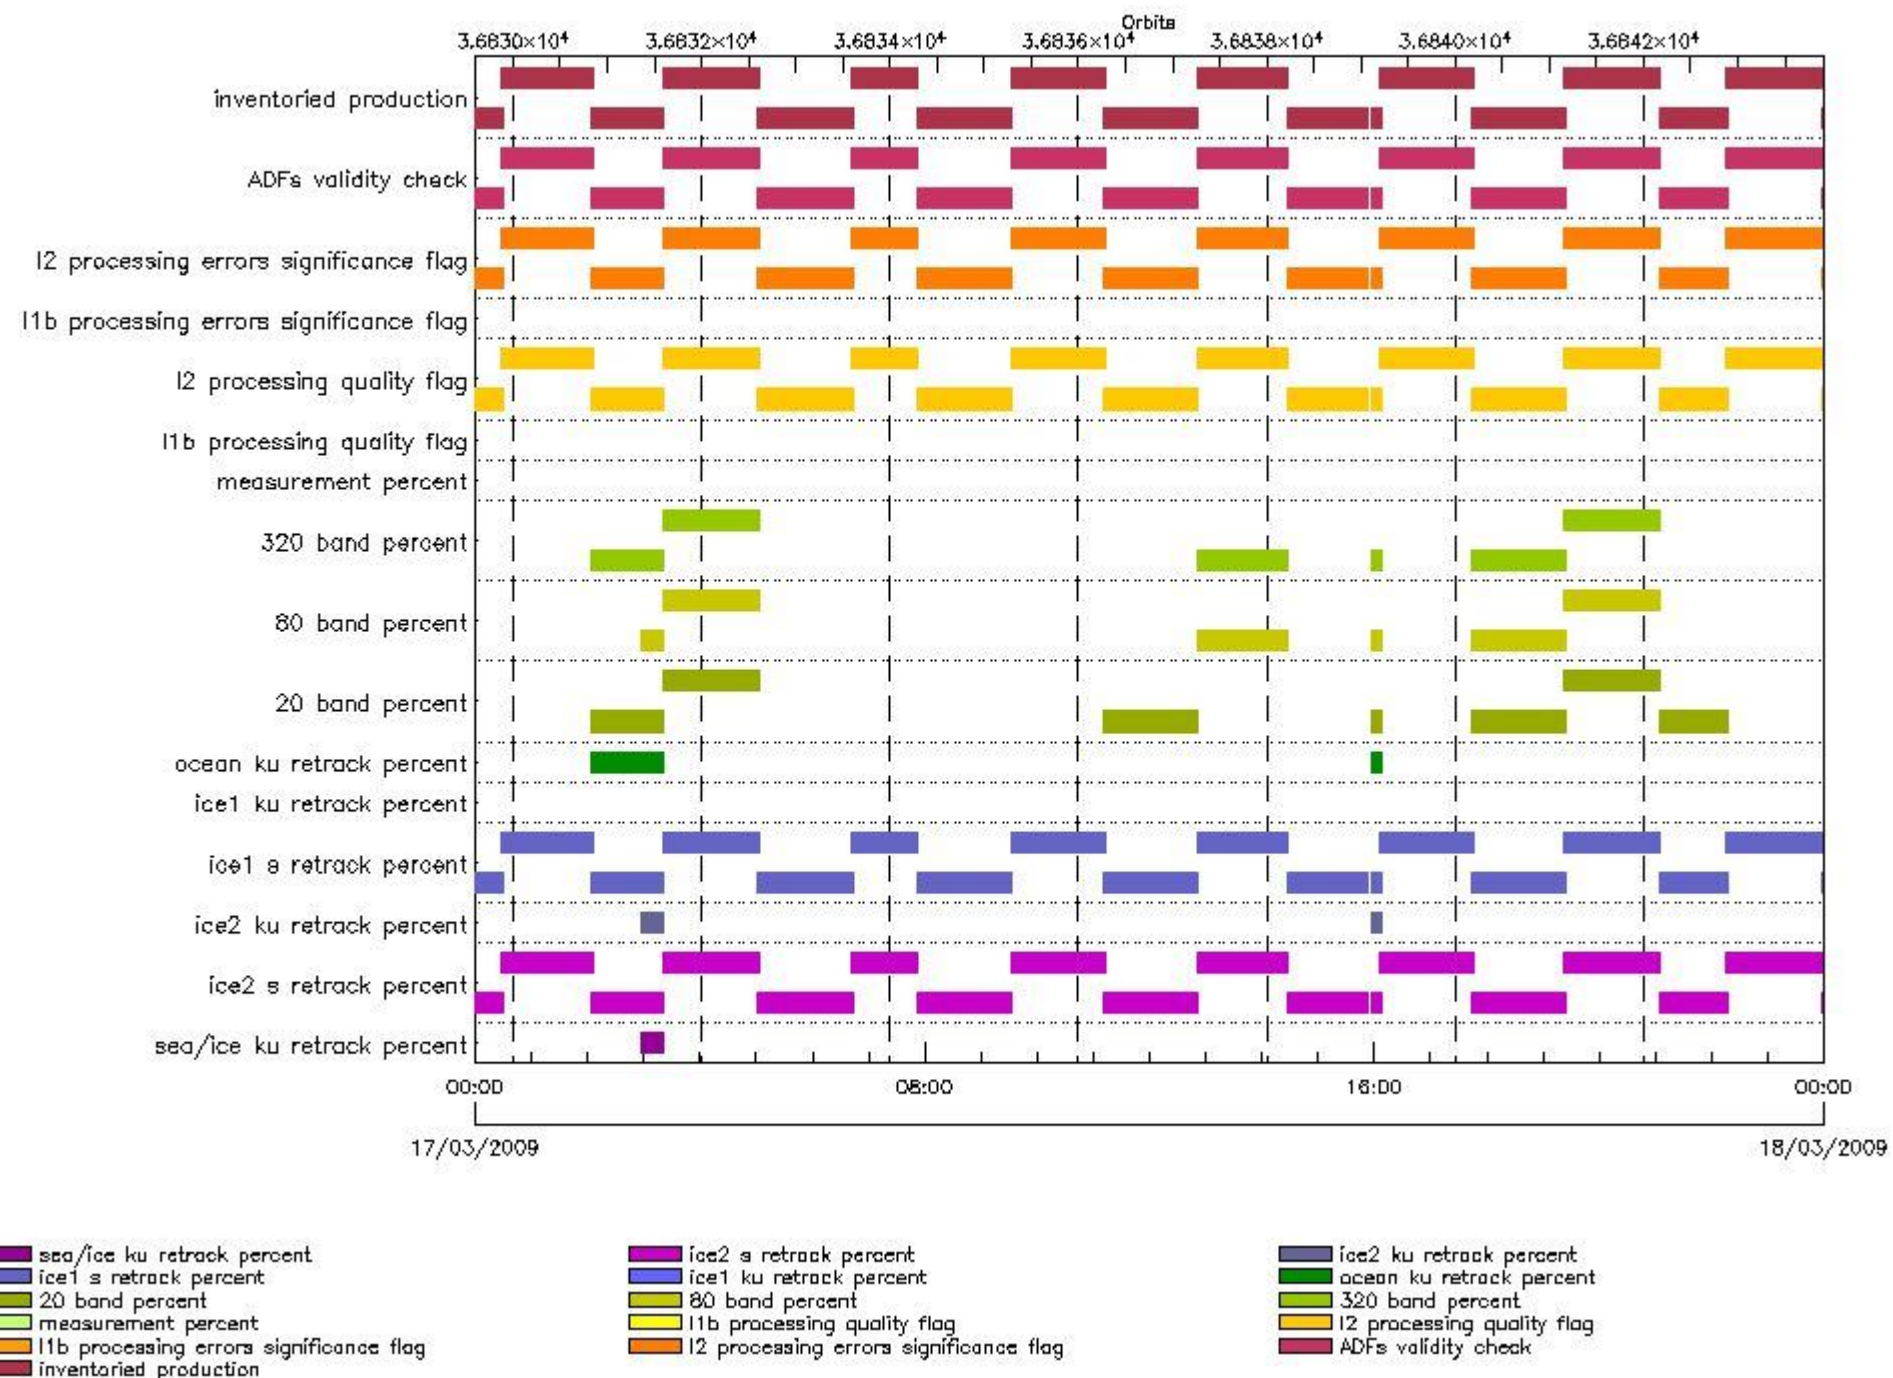 Orbits
3.6830×10⁴ 3.6832×10⁴ 3.6834×10⁴ 3.6836×10⁴ 3.6838×10⁴ 3.6840×10⁴ 3.6842×10⁴
inventoried production
ADFs validity check
l2 processing errors significance flag
l1b processing errors significance flag
l2 processing quality flag
l1b processing quality flag
measurement percent
320 band percent
80 band percent
20 band percent
ocean ku retrack percent
ice1 ku retrack percent
ice1 s retrack percent
ice2 ku retrack percent
ice2 s retrack percent
sea/ice ku retrack percent
00:00 08:00 16:00 00:00
17/03/2009 18/03/2009
sea/ice ku retrack percent ice2 s retrack percent ice2 ku retrack percent
ice1 s retrack percent ice1 ku retrack percent ocean ku retrack percent
20 band percent 80 band percent 320 band percent
measurement percent l1b processing quality flag l2 processing quality flag
l1b processing errors significance flag l2 processing errors significance flag ADFs validity check
inventoried production